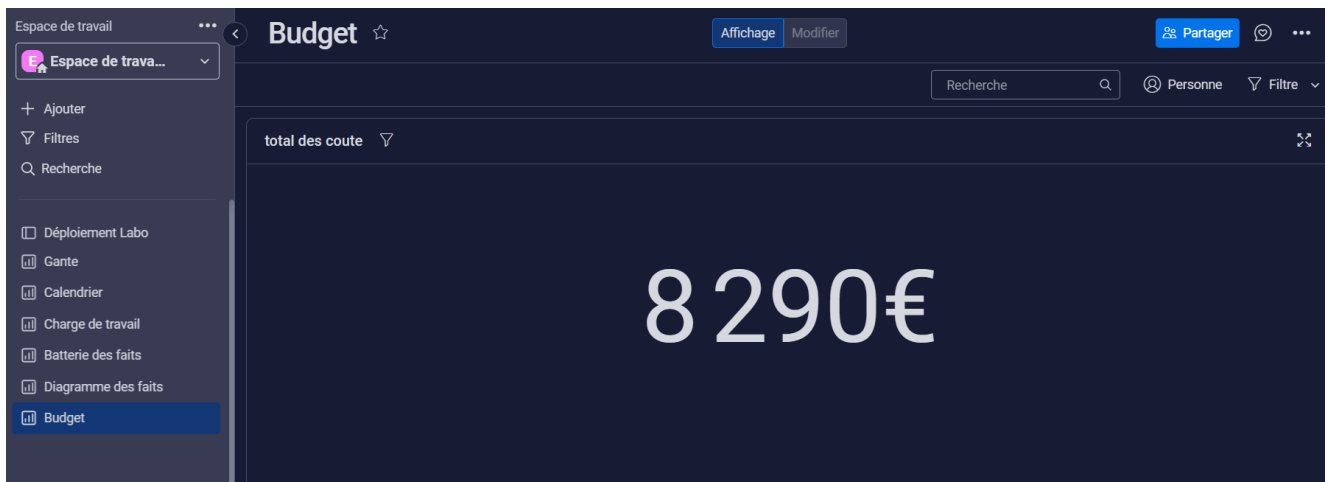 Espace de travail
E Espace de trava...
Ajouter
Filtres
Recherche
Déploiement Labo
Gante
Calendrier
Charge de travail
Batterie des faits
Diagramme des faits
Budget
Budget
Affichage Modifier
Partager
Recherche
Personne
Filtre
total des coute
8 290€